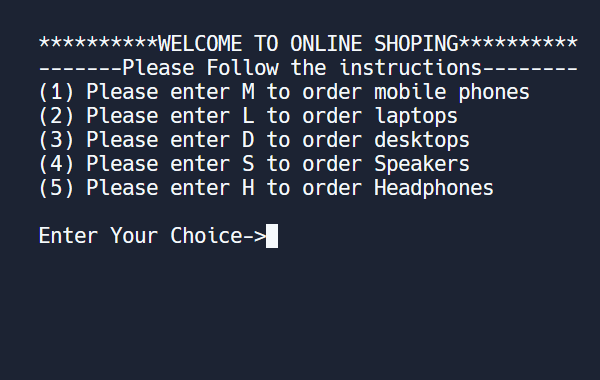 **********WELCOME TO ONLINE SHOPING**********
-------Please Follow the instructions--------
(1) Please enter M to order mobile phones
(2) Please enter L to order laptops
(3) Please enter D to order desktops
(4) Please enter S to order Speakers
(5) Please enter H to order Headphones
Enter Your Choice->